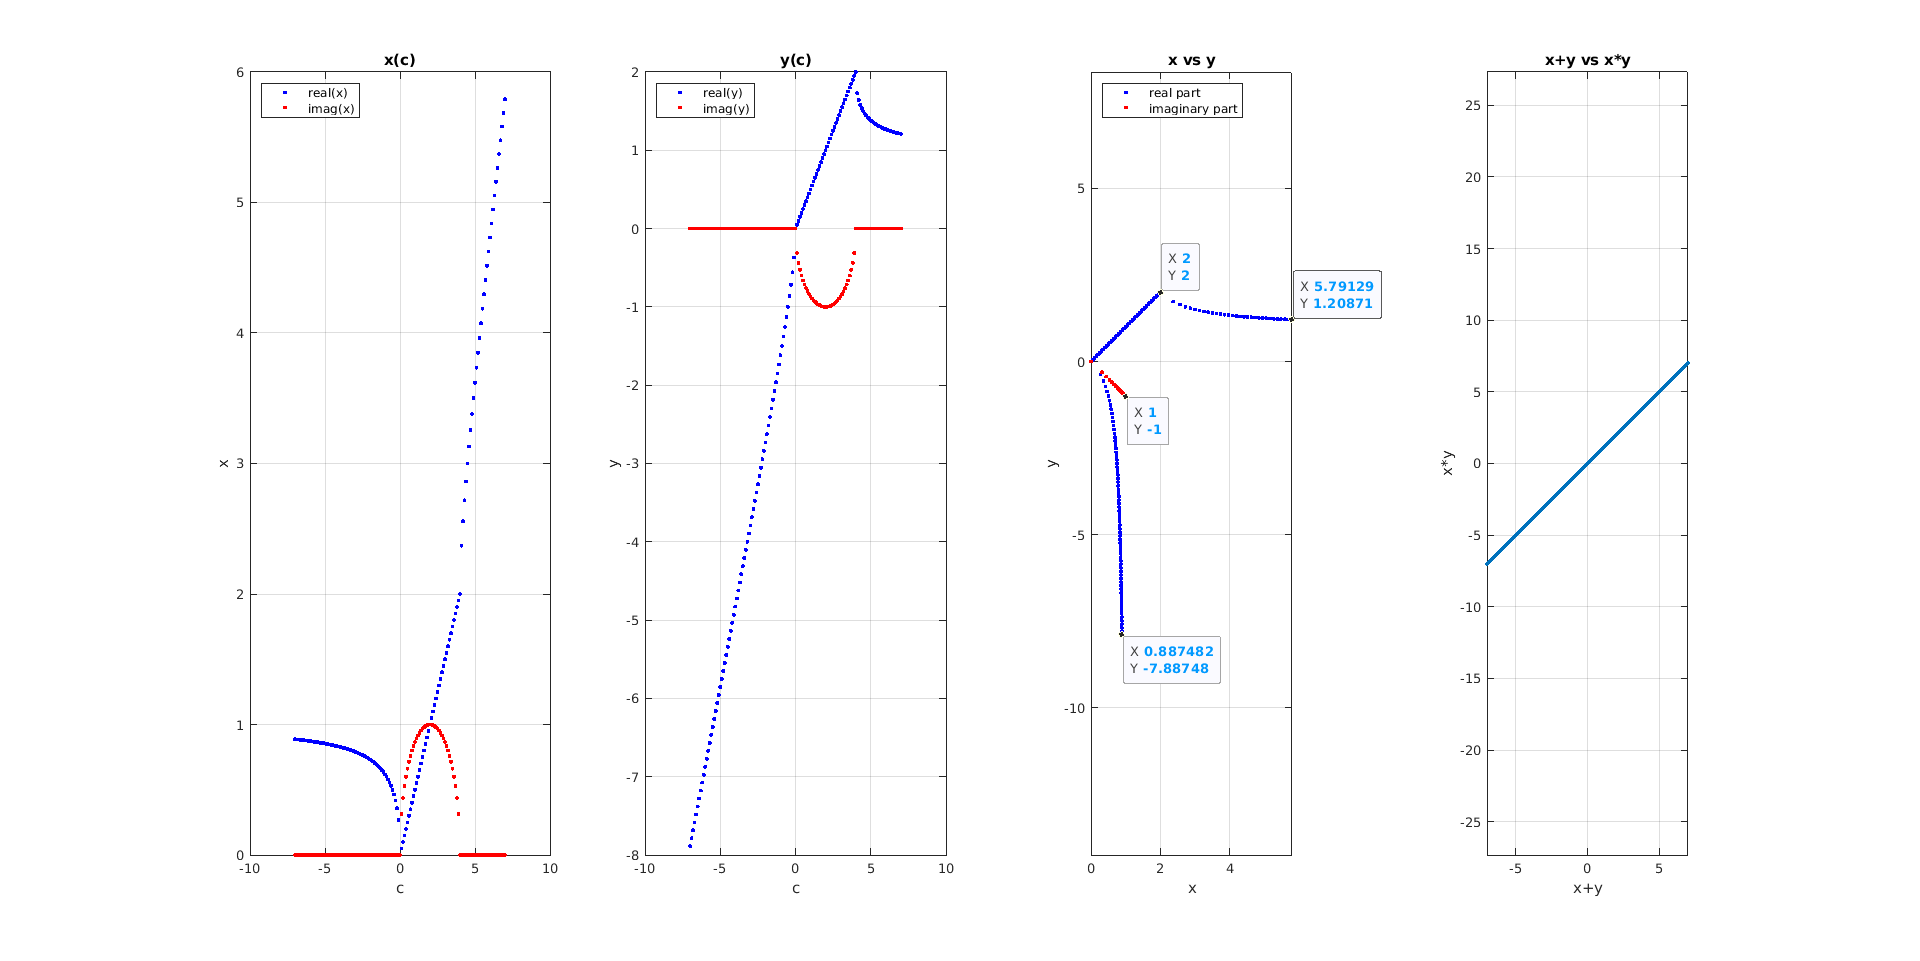 x(c)
real(x)
imag(x)
6
5
4
3
2
1
0
x
-10
-5
0
5
10
c
y(c)
real(y)
imag(y)
2
1
0
-1
-2
-3
-4
-5
-6
-7
-8
y
-10
-5
0
5
10
c
x vs y
real part
imaginary part
5
0
-5
-10
y
X 2
Y 2
X 5.79129
Y 1.20871
X 1
Y -1
X 0.887482
Y -7.88748
0
2
4
x
x+y vs x*y
25
20
15
10
5
0
-5
-10
-15
-20
-25
x*y
-5
0
5
x+y